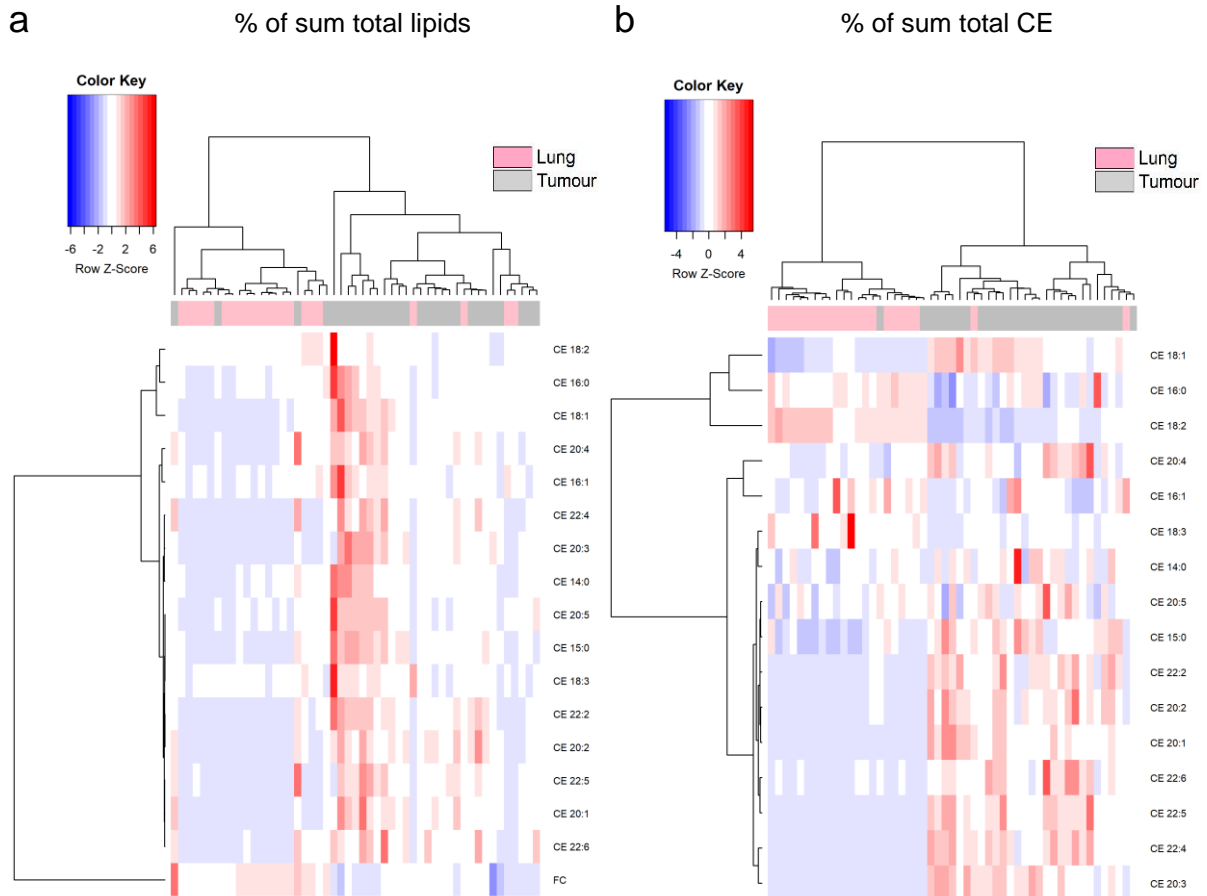 a
% of sum total lipids
Color Key
-6
-2
2
6
Row Z-Score
Lung
Tumour
CE 18:2
CE 16:0
CE 18:1
CE 20:4
CE 16:1
CE 22:4
CE 20:3
CE 14:0
CE 20:5
CE 15:0
CE 18:3
CE 22:2
CE 20:2
CE 22:5
CE 20:1
CE 22:6
FC
b
% of sum total CE
Color Key
-4
0
4
Row Z-Score
Lung
Tumour
CE 18:1
CE 16:0
CE 18:2
CE 20:4
CE 16:1
CE 18:3
CE 14:0
CE 20:5
CE 15:0
CE 22:2
CE 20:2
CE 20:1
CE 22:6
CE 22:5
CE 22:4
CE 20:3